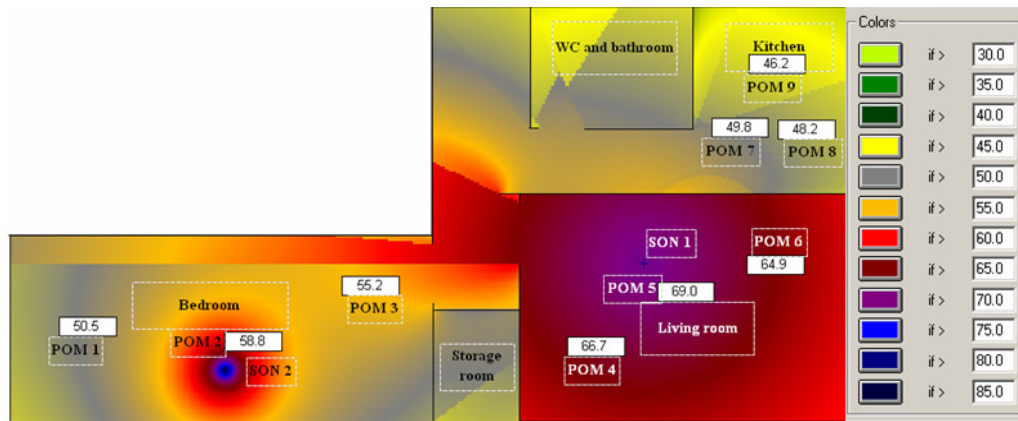 WC and bathroom
Kitchen
46.2
POM 9
49.8
48.2
POM 7
POM 8
SON 1
POM 6
64.9
POM 5
69.0
Living room
66.7
POM 4
Bedroom
55.2
POM 3
50.5
POM 1
POM 2
58.8
SON 2
Storage
room
Colors
if > 30.0
if > 35.0
if > 40.0
if > 45.0
if > 50.0
if > 55.0
if > 60.0
if > 65.0
if > 70.0
if > 75.0
if > 80.0
if > 85.0